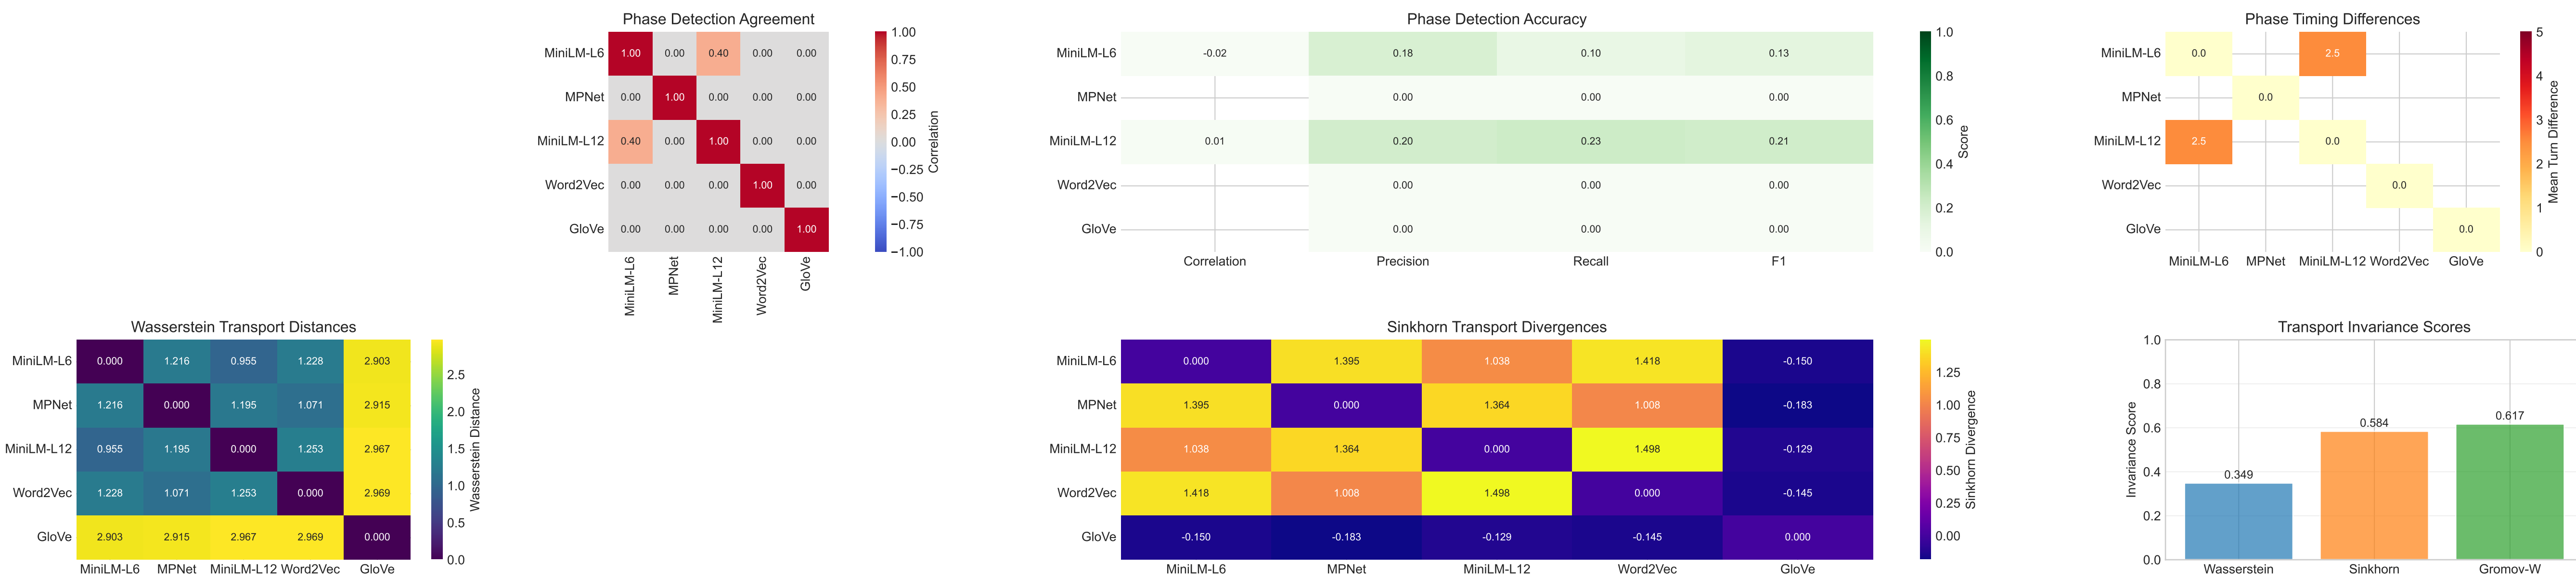 Phase Detection Agreement
MiniLM-L6 1.00 0.00 0.40 0.00 0.00
MPNet 0.00 1.00 0.00 0.00 0.00
MiniLM-L12 0.40 0.00 1.00 0.00 0.00
Word2Vec 0.00 0.00 0.00 1.00 0.00
GloVe 0.00 0.00 0.00 0.00 1.00
MiniLM-L6 MPNet MiniLM-L12 Word2Vec GloVe
1.00
0.75
0.50
0.25
0.00
−0.25
−0.50
−0.75
−1.00
Correlation
Phase Detection Accuracy
MiniLM-L6 -0.02 0.18 0.10 0.13
MPNet 0.00 0.00 0.00
MiniLM-L12 0.01 0.20 0.23 0.21
Word2Vec 0.00 0.00 0.00
GloVe 0.00 0.00 0.00
Correlation Precision Recall F1
1.0
0.8
0.6
0.4
0.2
0.0
Score
Phase Timing Differences
MiniLM-L6 0.0 2.5
MPNet 0.0
MiniLM-L12 2.5 0.0
Word2Vec 0.0
GloVe 0.0
MiniLM-L6 MPNet MiniLM-L12 Word2Vec GloVe
5
4
3
2
1
0
Mean Turn Difference
Wasserstein Transport Distances
MiniLM-L6 0.000 1.216 0.955 1.228 2.903
MPNet 1.216 0.000 1.195 1.071 2.915
MiniLM-L12 0.955 1.195 0.000 1.253 2.967
Word2Vec 1.228 1.071 1.253 0.000 2.969
GloVe 2.903 2.915 2.967 2.969 0.000
MiniLM-L6 MPNet MiniLM-L12 Word2Vec GloVe
2.5
2.0
1.5
1.0
0.5
0.0
Wasserstein Distance
Sinkhorn Transport Divergences
MiniLM-L6 0.000 1.395 1.038 1.418 -0.150
MPNet 1.395 0.000 1.364 1.008 -0.183
MiniLM-L12 1.038 1.364 0.000 1.498 -0.129
Word2Vec 1.418 1.008 1.498 0.000 -0.145
GloVe -0.150 -0.183 -0.129 -0.145 0.000
MiniLM-L6 MPNet MiniLM-L12 Word2Vec GloVe
1.25
1.00
0.75
0.50
0.25
0.00
Sinkhorn Divergence
Transport Invariance Scores
1.0
0.8
0.6
0.4
0.2
0.0
Invariance Score
0.349 0.584 0.617
Wasserstein Sinkhorn Gromov-W